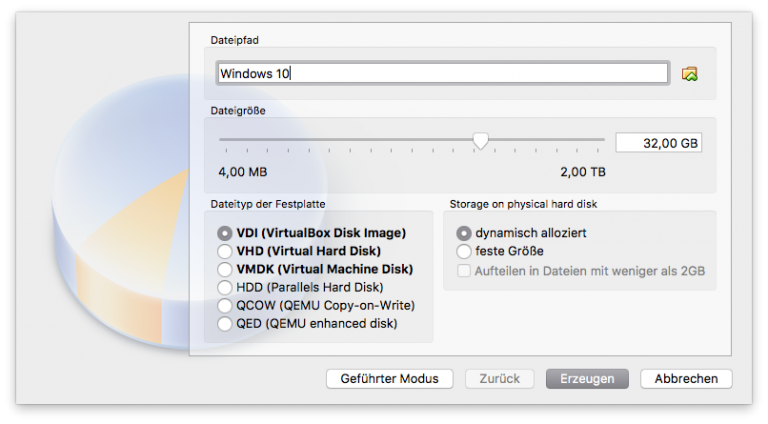 Dateipfad
Windows 10
Dateigröße
32,00 GB
4,00 MB 2,00 TB
Dateityp der Festplatte
VDI (VirtualBox Disk Image)
VHD (Virtual Hard Disk)
VMDK (Virtual Machine Disk)
HDD (Parallels Hard Disk)
QCOW (QEMU Copy-on-Write)
QED (QEMU enhanced disk)
Storage on physical hard disk
dynamisch alloziert
feste Größe
Aufteilen in Dateien mit weniger als 2GB
Geführter Modus Zurück Erzeugen Abbrechen